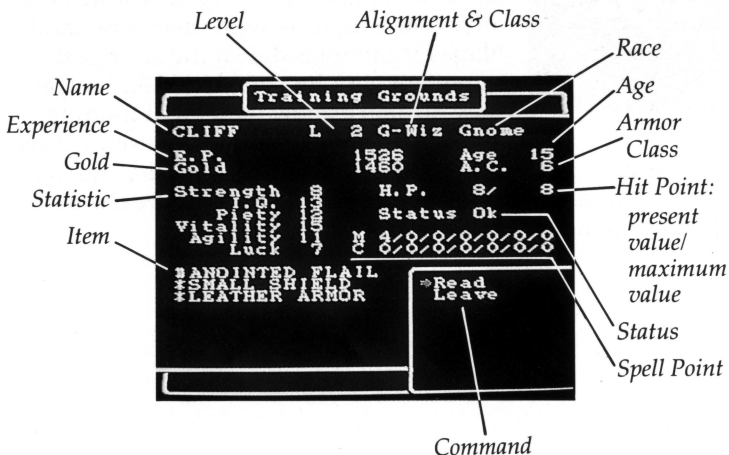 Level
Alignment & Class
Race
Name
Age
Experience
Armor
Class
Gold
Statistic
Hit Point:
present
value/
maximum
value
Item
Status
Spell Point
Command
Training Grounds
CLIFF L 2 G-Wiz Gnome
E.P. 1526 Age 15
Gold 1460 A.C. 6
Strength 8 H.P. 8/ 8
I.Q. 13
Piety 12 Status Ok
Vitality 15
Agility 11 M 4/0/0/0/0/0/0
Luck 7 C 0/0/0/0/0/0/0
ANOINTED FLAIL
*SMALL SHIELD
*LEATHER ARMOR
⇒Read
Leave